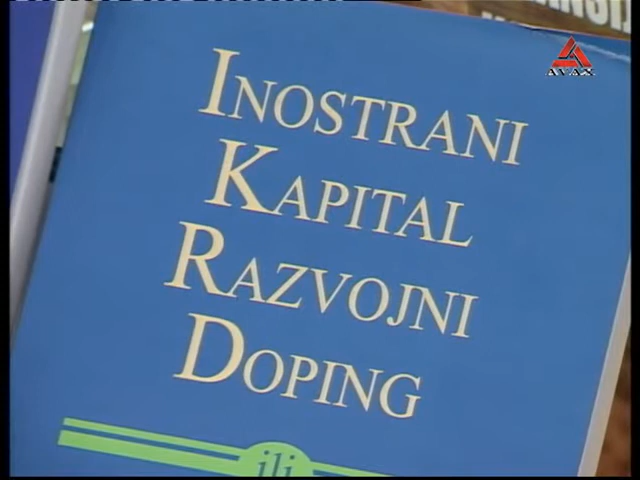 AVAX
INOSTRANI
KAPITAL
RAZVOJNI
DOPING
ili